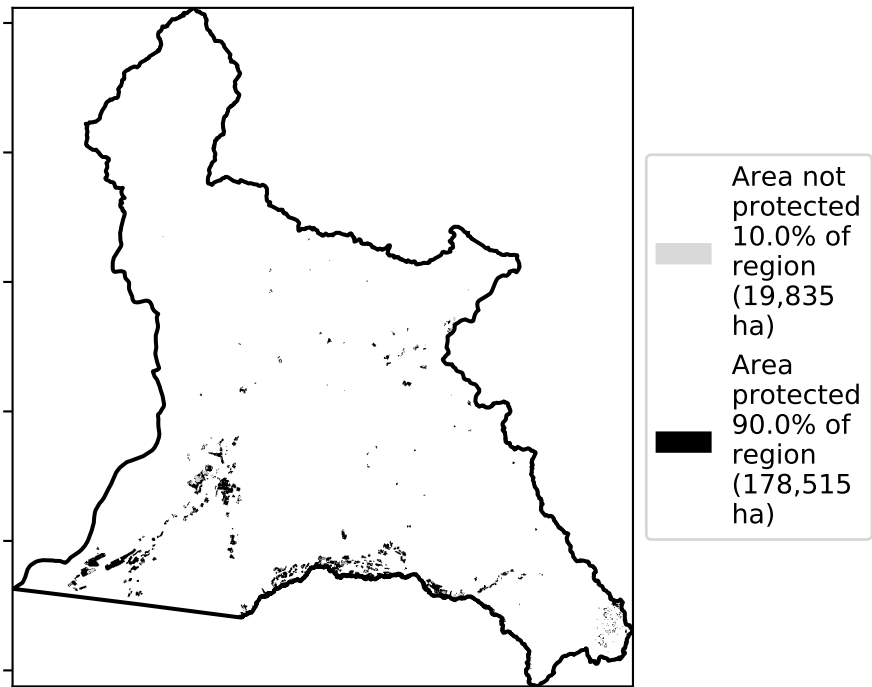 Area not
protected
10.0% of
region
(19,835
ha)
Area
protected
90.0% of
region
(178,515
ha)